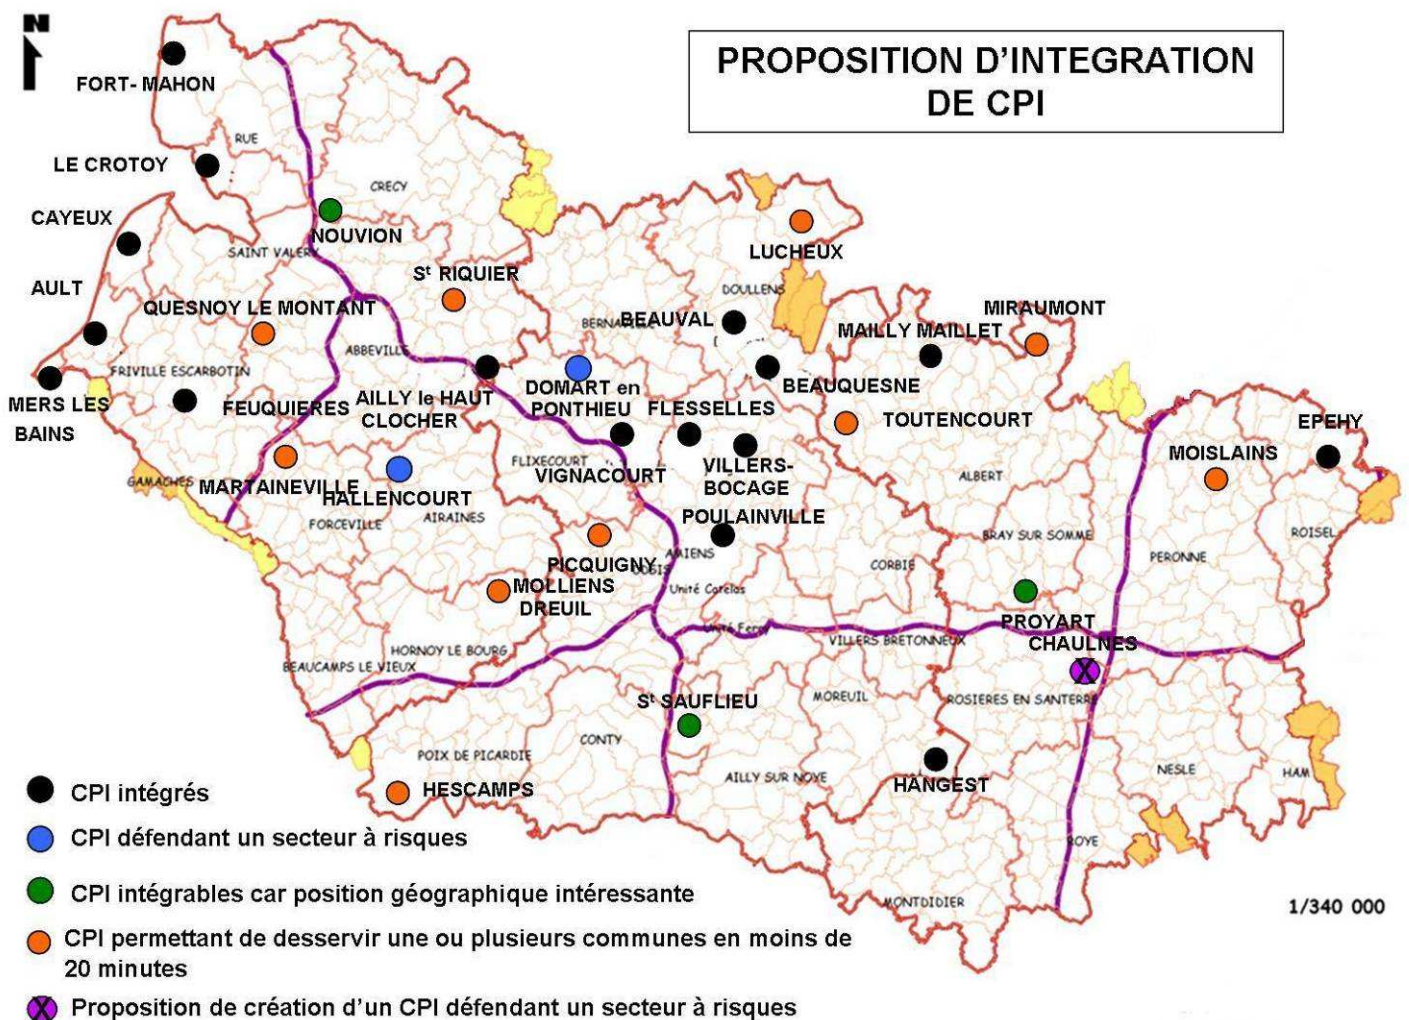 N
PROPOSITION D'INTEGRATION
DE CPI
FORT- MAHON
RUE
LE CROTOY
CRECY
CAYEUX
NOUVION
SAINT VALERY
LUCHEUX
St RIQUIER
AULT
DOULLENS
QUESNOY LE MONTANT
BERNAVILLE
BEAUVAL
MIRAUMONT
MAILLY MAILLET
ABBEVILLE
FRIVILLE ESCARBOTIN
MERS LES
BAINS
FEUQUIERES
AILLY le HAUT
CLOCHER
DOMART en
PONTHIEU
FLESSELLES
BEAUQUESNE
TOUTENCOURT
EPEHY
MOISLAINS
FLIXECOURT
VIGNACOURT
VILLERS-
BOCAGE
GAMACHES
MARTAINEVILLE
HALLENCOURT
FORCEVILLE
AIRAINES
ALBERT
POULAINVILLE
BRAY SUR SOMME
ROISEL
PERONNE
PICQUIGNY
AMIENS
CORBIE
MOLLIENS
DREUIL
Unité Catelas
Unité Ferry
PROYART
CHAULNES
VILLERS BRETONNEUX
HORNOY LE BOURG
BEAUCAMPS LE VIEUX
St SAUFLIEU
MOREUIL
ROSIERES EN SANTERRE
CONTY
POIX DE PICARDIE
AILLY SUR NOYE
HANGEST
NESLE
HAM
HESCAMPS
ROYE
MONTDIDIER
1/340 000
CPI intégrés
CPI défendant un secteur à risques
CPI intégrables car position géographique intéressante
CPI permettant de desservir une ou plusieurs communes en moins de
20 minutes
X Proposition de création d'un CPI défendant un secteur à risques